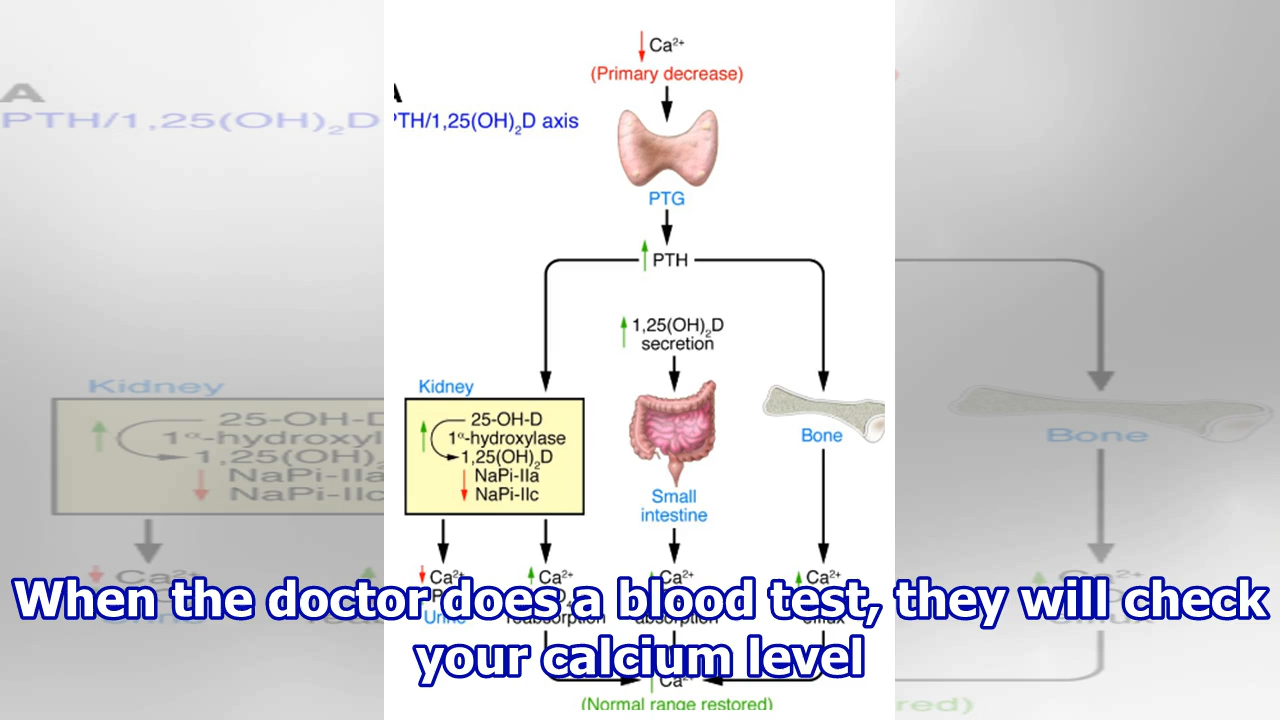 Ca²⁺
(Primary decrease)
A
PTH/1,25(OH)₂D axis
PTG
PTH
1,25(OH)₂D
secretion
Kidney
25-OH-D
1α-hydroxylase
1,25(OH)₂D
NaPi-IIa
NaPi-IIc
Small
intestine
Bone
Ca²⁺
Ca²⁺
Ca²⁺
Ca²⁺
Urine
When the doctor does a blood test, they will check
your calcium level
Ca²⁺
(Normal range restored)